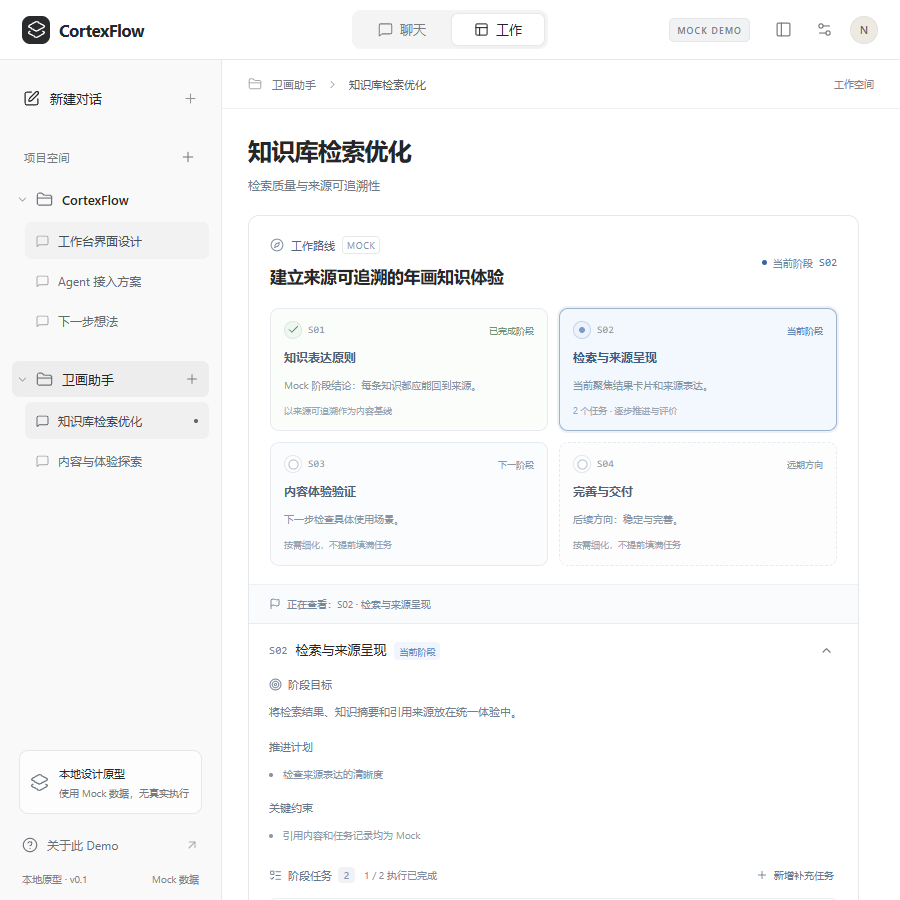 CortexFlow
聊天
工作
MOCK DEMO
N
新建对话
项目空间
CortexFlow
工作台界面设计
Agent 接入方案
下一步想法
卫画助手
知识库检索优化
内容与体验探索
本地设计原型
使用 Mock 数据，无真实执行
关于此 Demo
本地原型 · v0.1
Mock 数据
卫画助手
知识库检索优化
工作空间
知识库检索优化
检索质量与来源可追溯性
工作路线 MOCK
建立来源可追溯的年画知识体验
当前阶段 S02
S01 已完成阶段
知识表达原则
Mock 阶段结论：每条知识都应能回到来源。
以来源可追溯作为内容基线
S02 当前阶段
检索与来源呈现
当前聚焦结果卡片和来源表达。
2 个任务 · 逐步推进与评价
S03 下一阶段
内容体验验证
下一步检查具体使用场景。
按需细化，不提前填满任务
S04 远期方向
完善与交付
后续方向：稳定与完善。
按需细化，不提前填满任务
正在查看：S02 · 检索与来源呈现
S02 检索与来源呈现 当前阶段
阶段目标
将检索结果、知识摘要和引用来源放在统一体验中。
推进计划
检查来源表达的清晰度
关键约束
引用内容和任务记录均为 Mock
阶段任务 2 1 / 2 执行已完成
新增补充任务